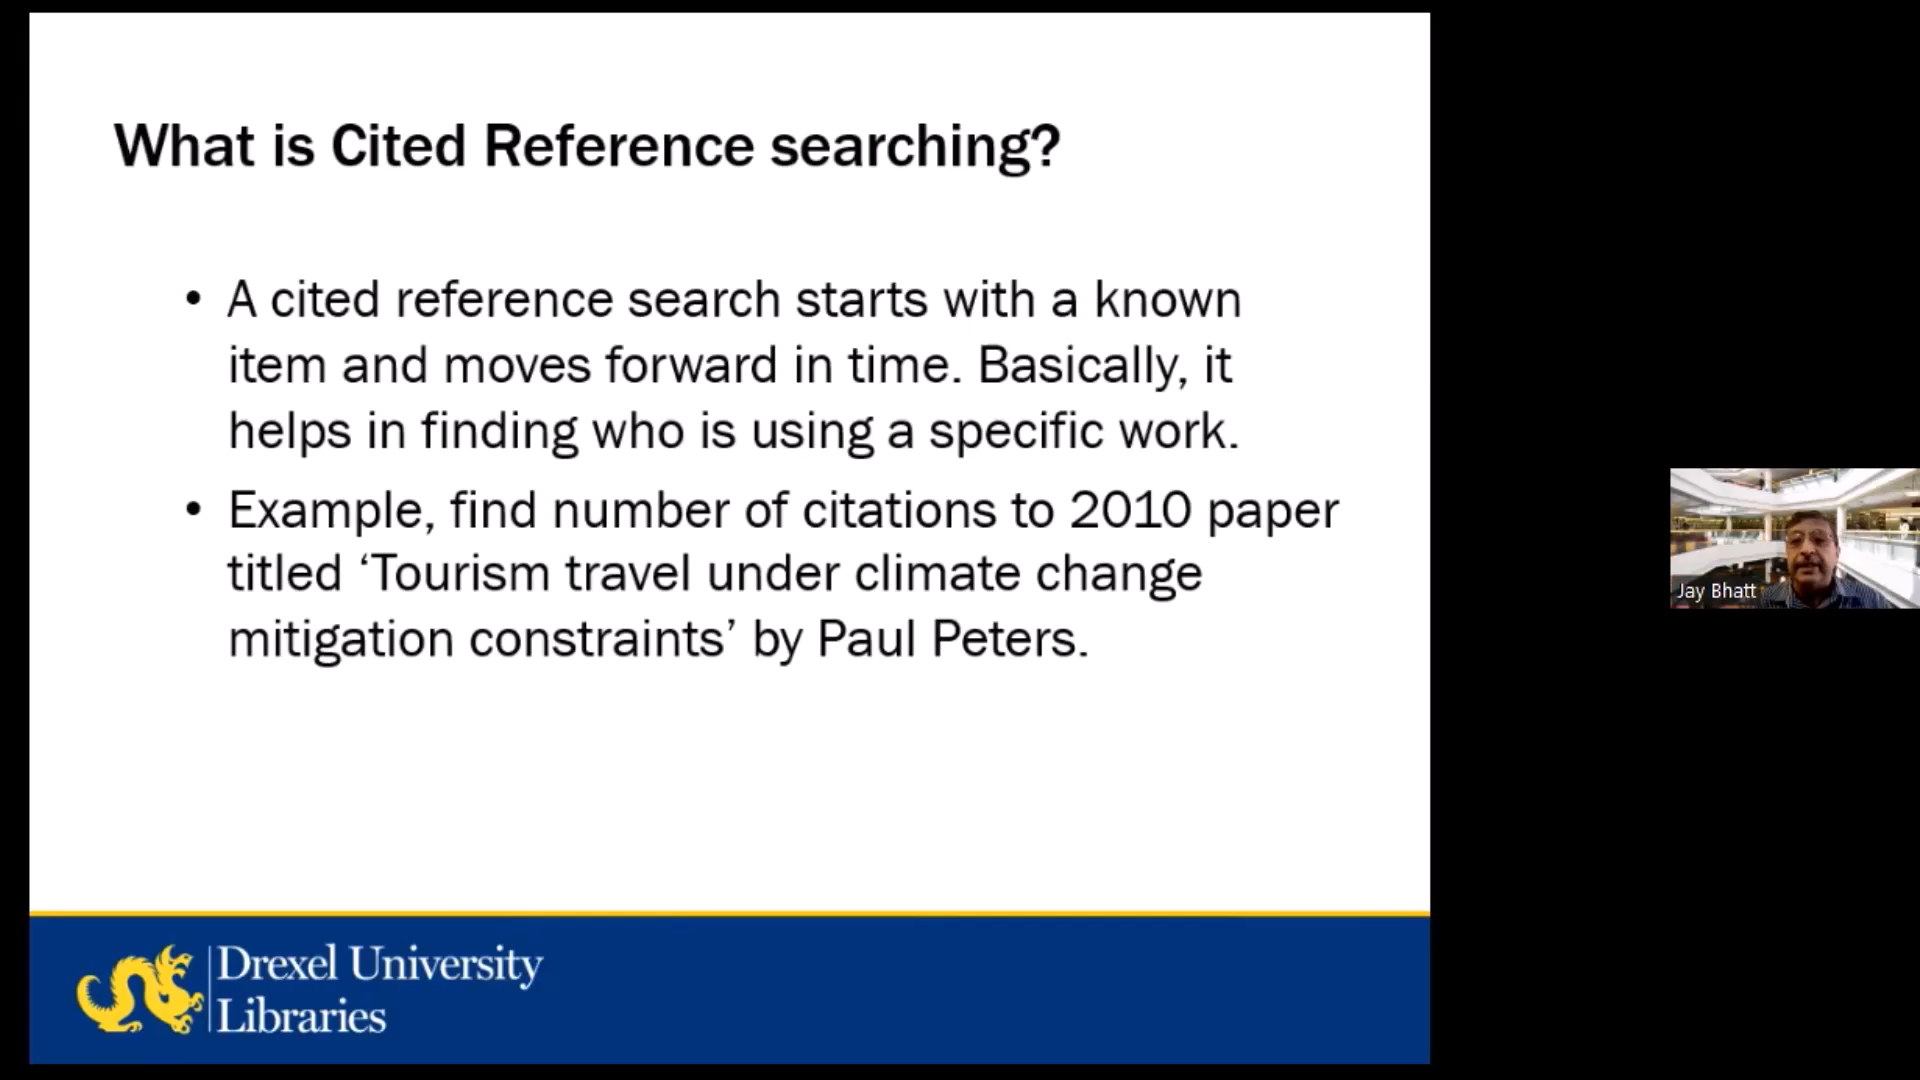 What is Cited Reference searching?
• A cited reference search starts with a known
item and moves forward in time. Basically, it
helps in finding who is using a specific work.
• Example, find number of citations to 2010 paper
titled ‘Tourism travel under climate change
mitigation constraints’ by Paul Peters.
Jay Bhatt
Drexel University
Libraries